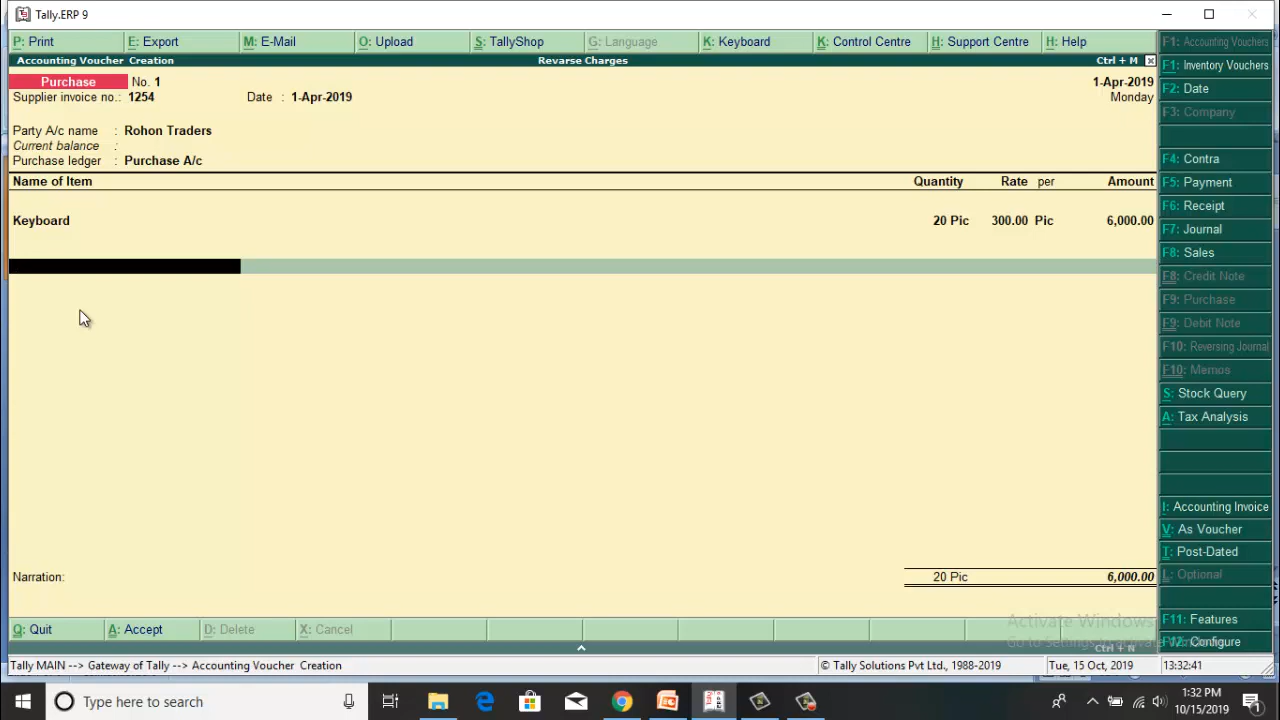 Tally.ERP 9
P: Print E: Export M: E-Mail O: Upload S: TallyShop G: Language K: Keyboard K: Control Centre H: Support Centre H: Help
Accounting Voucher Creation Revarse Charges Ctrl + M
Purchase No. 1 1-Apr-2019
Supplier invoice no.: 1254 Date : 1-Apr-2019 Monday
Party A/c name : Rohon Traders
Current balance :
Purchase ledger : Purchase A/c
Name of Item Quantity Rate per Amount
Keyboard 20 Pic 300.00 Pic 6,000.00
Narration: 20 Pic 6,000.00
F1: Accounting Vouchers
F1: Inventory Vouchers
F2: Date
F3: Company
F4: Contra
F5: Payment
F6: Receipt
F7: Journal
F8: Sales
F8: Credit Note
F9: Purchase
F9: Debit Note
F10: Reversing Journal
F10: Memos
S: Stock Query
A: Tax Analysis
I: Accounting Invoice
V: As Voucher
T: Post-Dated
L: Optional
F11: Features
F12: Configure
Activate Windows
Go to Settings to activate
Q: Quit A: Accept D: Delete X: Cancel
Ctrl + N
Tally MAIN --> Gateway of Tally --> Accounting Voucher Creation © Tally Solutions Pvt Ltd., 1988-2019 Tue, 15 Oct, 2019 13:32:41
Type here to search
1:32 PM
10/15/2019
1